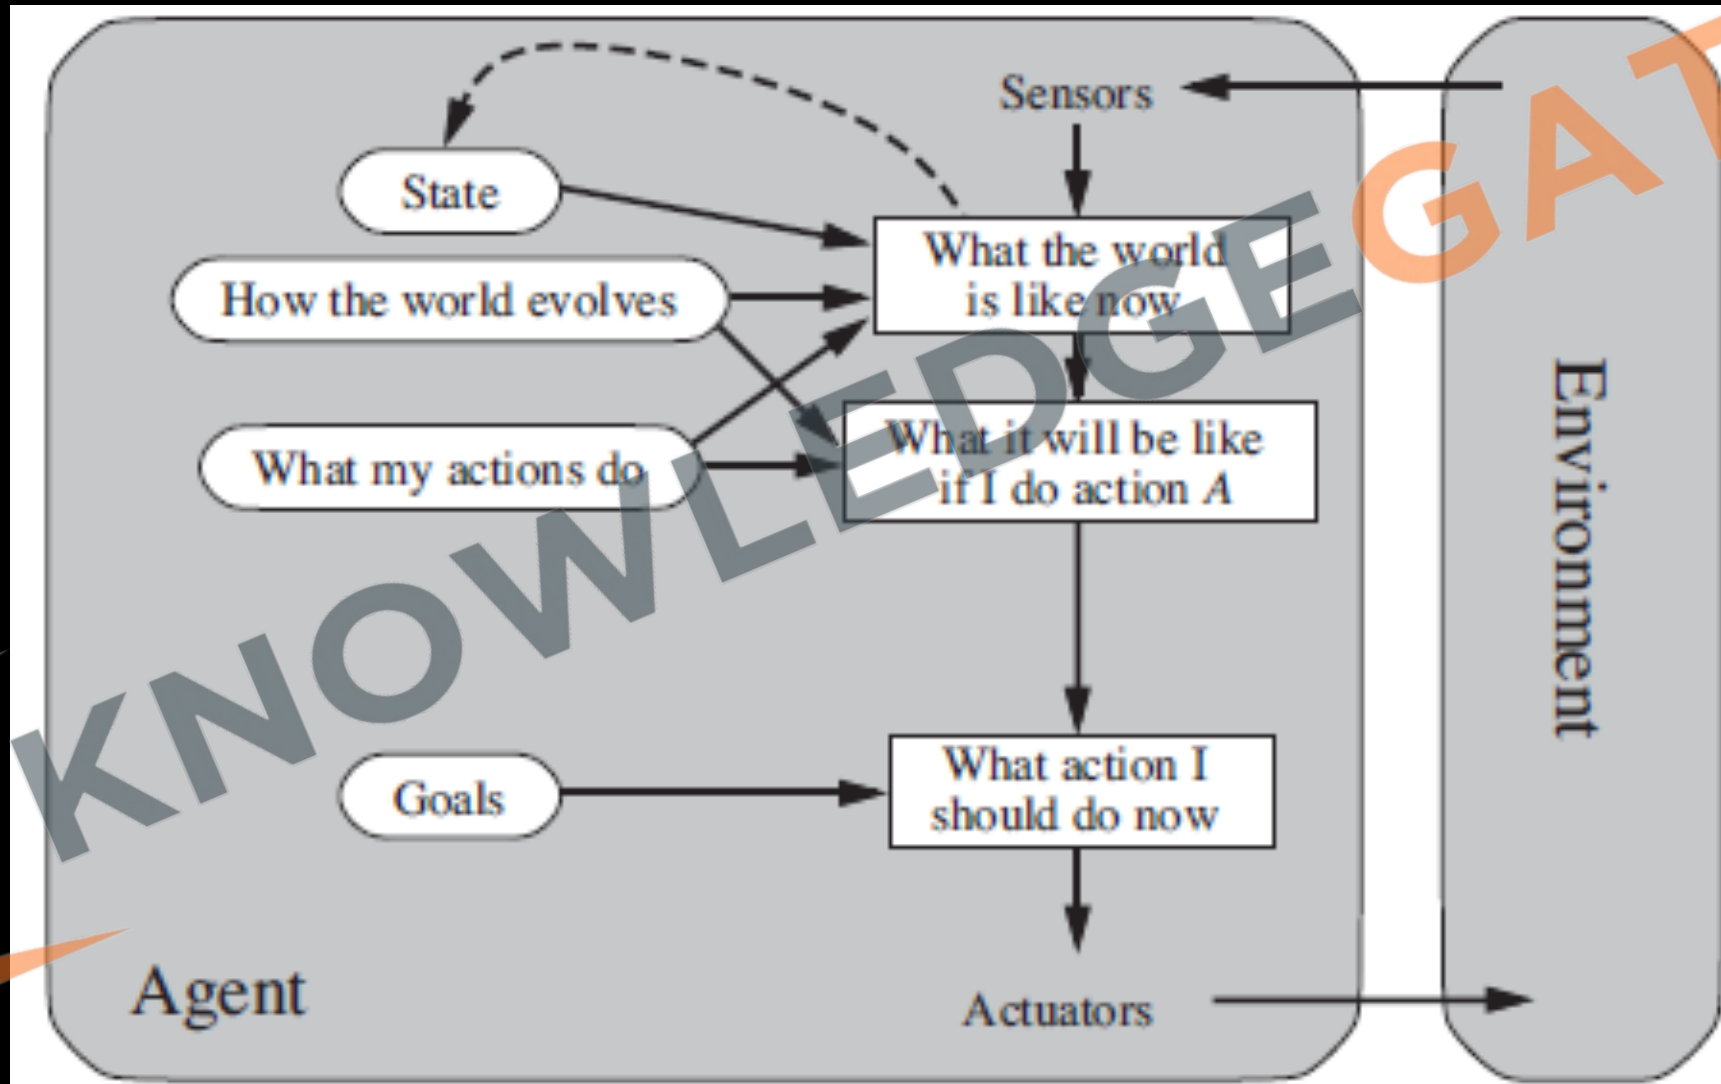 Sensors
State
What the world
is like now
How the world evolves
What my actions do
What it will be like
if I do action A
Goals
What action I
should do now
Agent
Actuators
Environment
KNOWLEDGEGAT